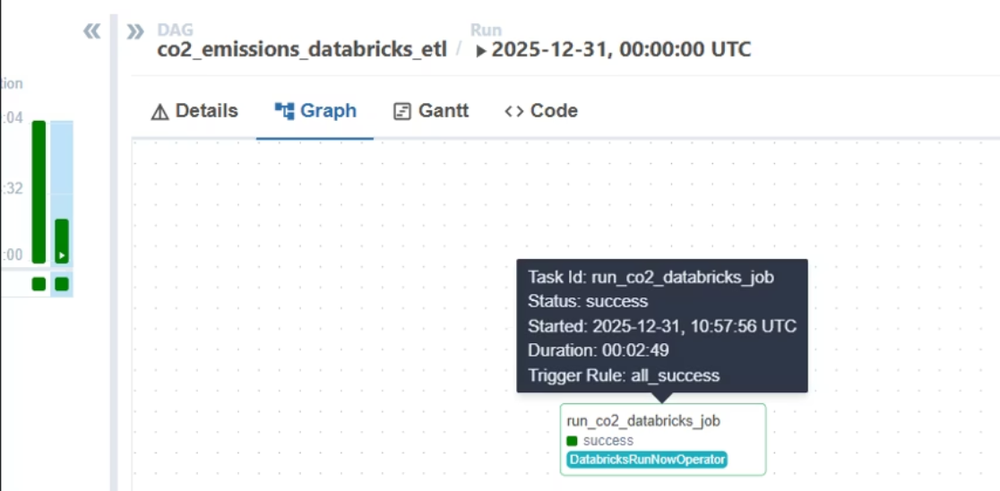 DAG
co2_emissions_databricks_etl / 2025-12-31, 00:00:00 UTC
Run
Details
Graph
Gantt
Code
tion
:04
:32
:00
Task Id: run_co2_databricks_job
Status: success
Started: 2025-12-31, 10:57:56 UTC
Duration: 00:02:49
Trigger Rule: all_success
run_co2_databricks_job
success
DatabricksRunNowOperator